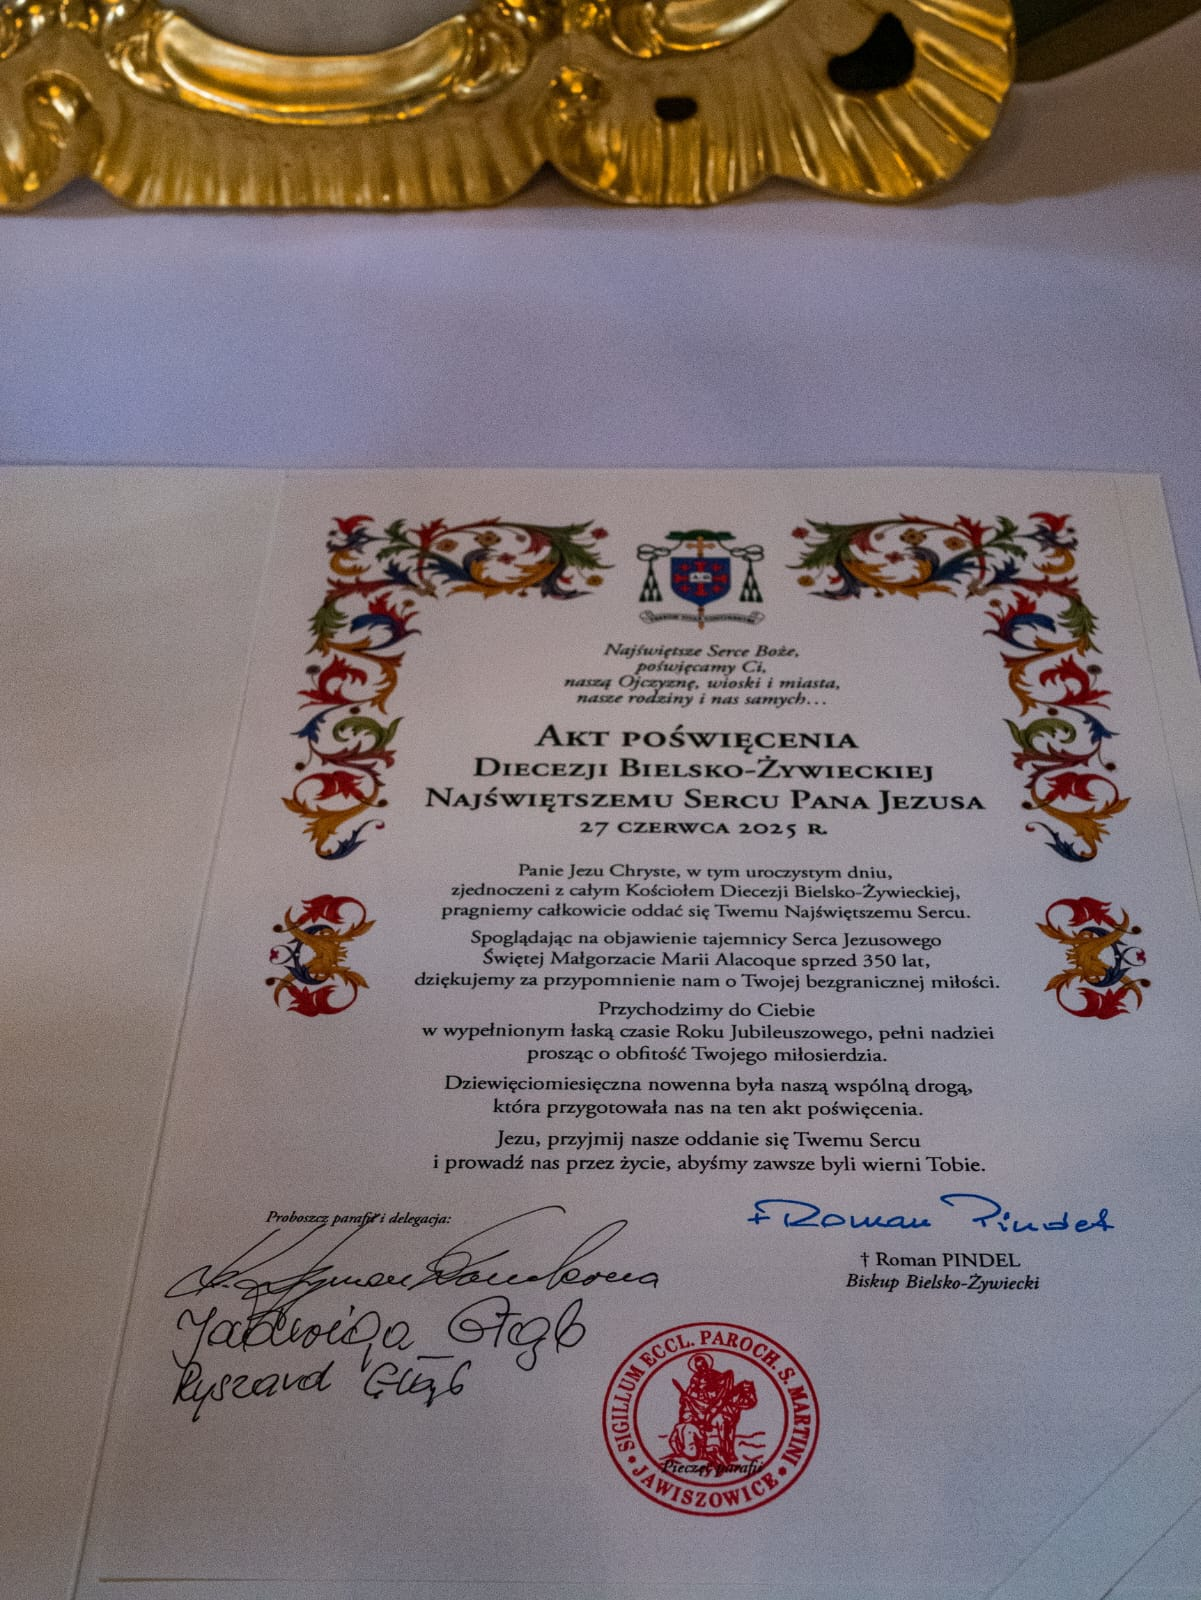 Najświętsze Serce Boże,
poświęcamy Ci,
naszą Ojczyznę, wioski i miasta,
nasze rodziny i nas samych…
AKT POŚWIĘCENIA
DIECEZJI BIELSKO-ŻYWIECKIEJ
NAJŚWIĘTSZEMU SERCU PANA JEZUSA
27 CZERWCA 2025 R.
Panie Jezu Chryste, w tym uroczystym dniu,
zjednoczeni z całym Kościołem Diecezji Bielsko-Żywieckiej,
pragniemy całkowicie oddać się Twemu Najświętszemu Sercu.
Spoglądając na objawienie tajemnicy Serca Jezusowego
Świętej Małgorzacie Marii Alacoque sprzed 350 lat,
dziękujemy za przypomnienie nam o Twojej bezgranicznej miłości.
Przychodzimy do Ciebie
w wypełnionym łaską czasie Roku Jubileuszowego, pełni nadziei
prosząc o obfitość Twojego miłosierdzia.
Dziewięciomiesięczna nowenna była naszą wspólną drogą,
która przygotowała nas na ten akt poświęcenia.
Jezu, przyjmij nasze oddanie się Twemu Sercu
i prowadź nas przez życie, abyśmy zawsze byli wierni Tobie.
Proboszcz parafii i delegacja:
+ Roman Pindel
† Roman PINDEL
Biskup Bielsko-Żywiecki
Jadwiga Głąb
Ryszard Głąb
SIGILLUM ECCL. PAROCH. S. MARTINI
JAWISZOWICE
Pieczęć parafii